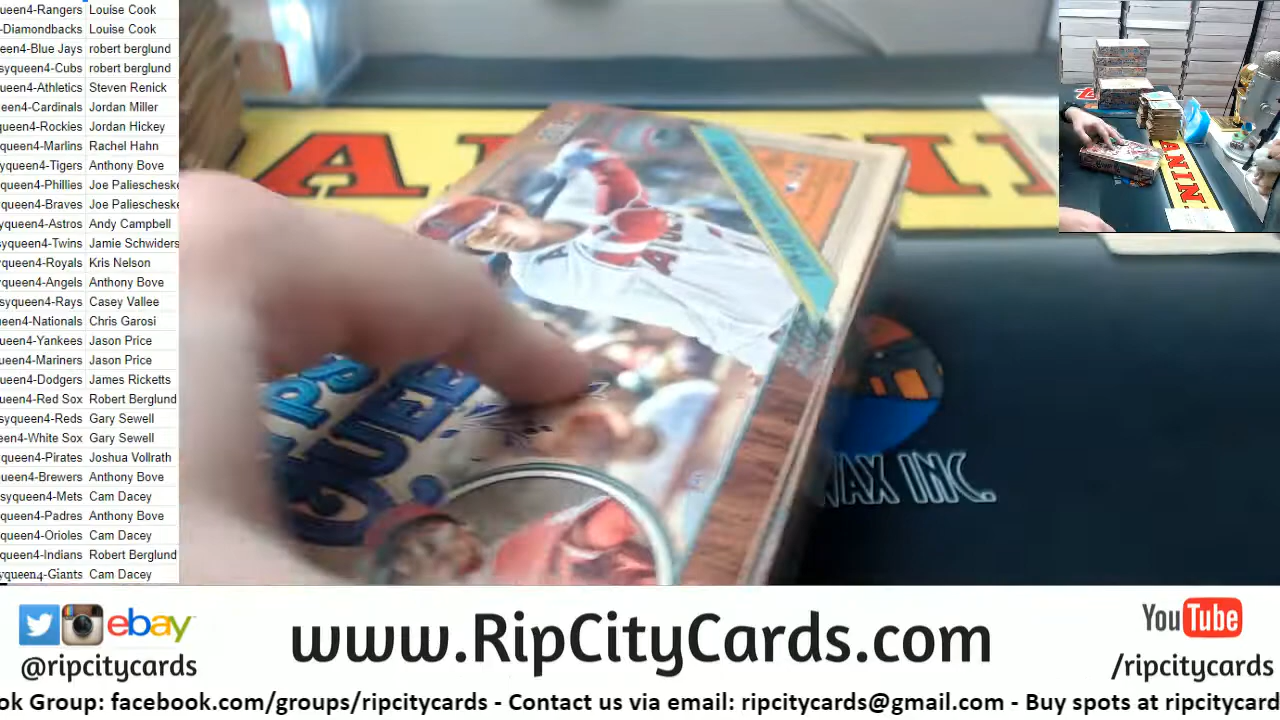 ueen4-Rangers Louise Cook
-Diamondbacks Louise Cook
een4-Blue Jays robert berglund
syqueen4-Cubs robert berglund
ueen4-Athletics Steven Renick
ueen4-Cardinals Jordan Miller
queen4-Rockies Jordan Hickey
queen4-Marlins Rachel Hahn
yqueen4-Tigers Anthony Bove
queen4-Phillies Joe Paliescheske
queen4-Braves Joe Paliescheske
queen4-Astros Andy Campbell
syqueen4-Twins Jamie Schwiders
yqueen4-Royals Kris Nelson
queen4-Angels Anthony Bove
syqueen4-Rays Casey Vallee
een4-Nationals Chris Garosi
ueen4-Yankees Jason Price
ueen4-Mariners Jason Price
ueen4-Dodgers James Ricketts
ueen4-Red Sox Robert Berglund
syqueen4-Reds Gary Sewell
een4-White Sox Gary Sewell
queen4-Pirates Joshua Vollrath
ueen4-Brewers Anthony Bove
syqueen4-Mets Cam Dacey
queen4-Padres Anthony Bove
queen4-Orioles Cam Dacey
ueen4-Indians Robert Berglund
yqueen4-Giants Cam Dacey
WAX INC.
ebay
@ripcitycards
www.RipCityCards.com
YouTube
/ripcitycards
ok Group: facebook.com/groups/ripcitycards - Contact us via email: ripcitycards@gmail.com - Buy spots at ripcitycard